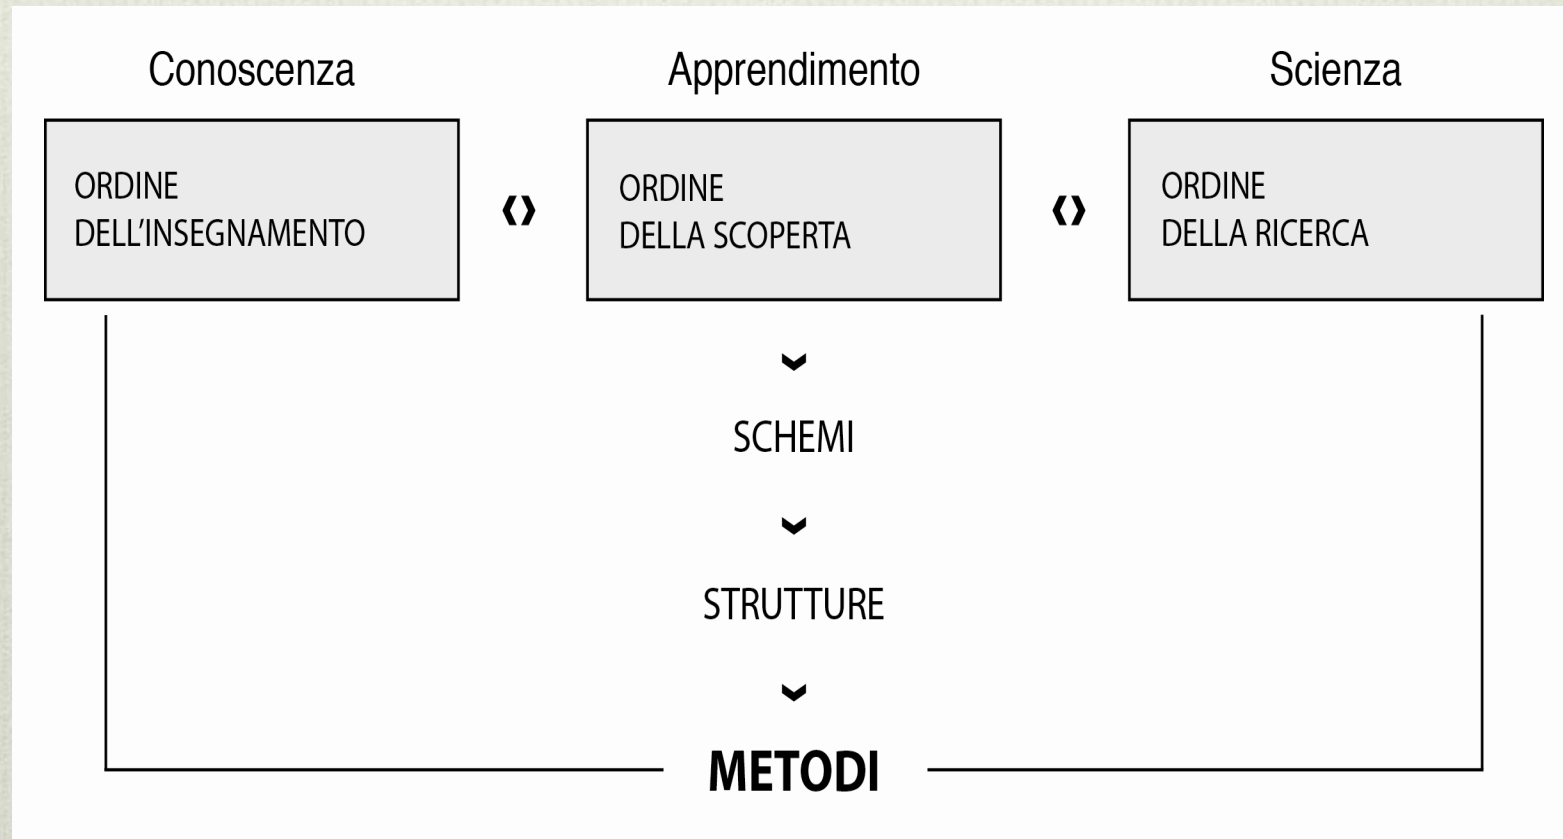 Conoscenza
Apprendimento
Scienza
ORDINE
DELL'INSEGNAMENTO
ORDINE
DELLA SCOPERTA
ORDINE
DELLA RICERCA
SCHEMI
STRUTTURE
METODI